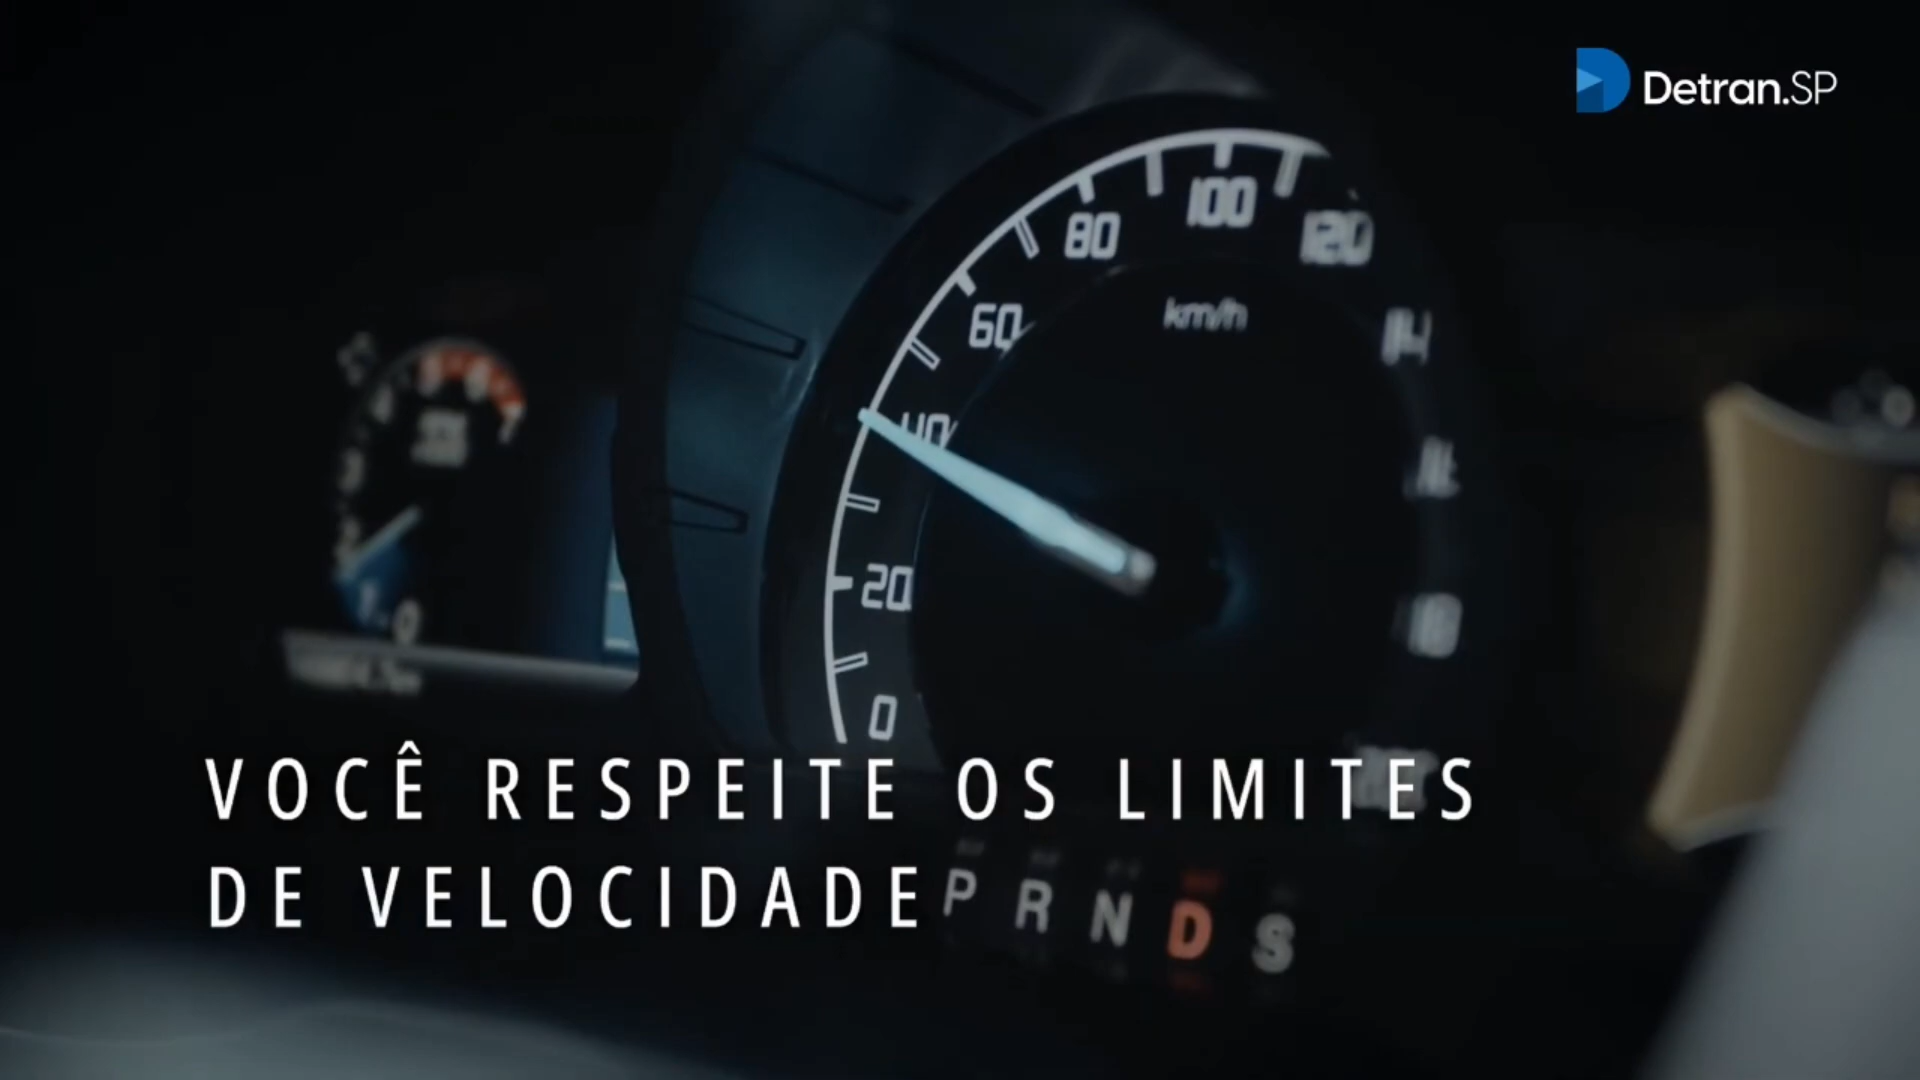 Detran.SP
100
80
120
60
km/h
40
20
0
VOCÊ RESPEITE OS LIMITES
DE VELOCIDADE
P R N D S